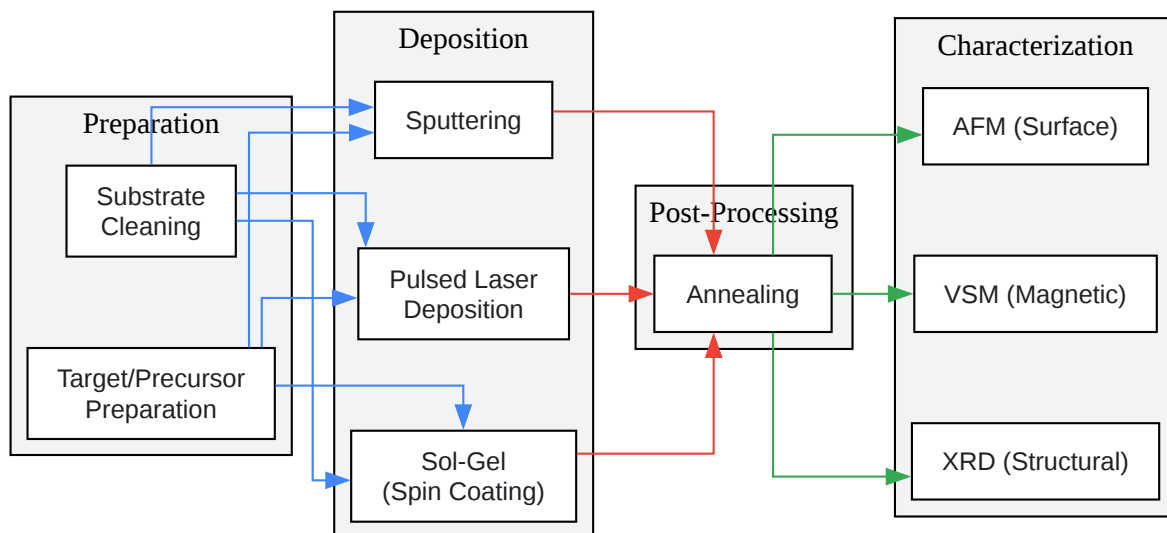 Preparation
Substrate
Cleaning
Target/Precursor
Preparation
Deposition
Sputtering
Pulsed Laser
Deposition
Sol-Gel
(Spin Coating)
Post-Processing
Annealing
Characterization
AFM (Surface)
VSM (Magnetic)
XRD (Structural)